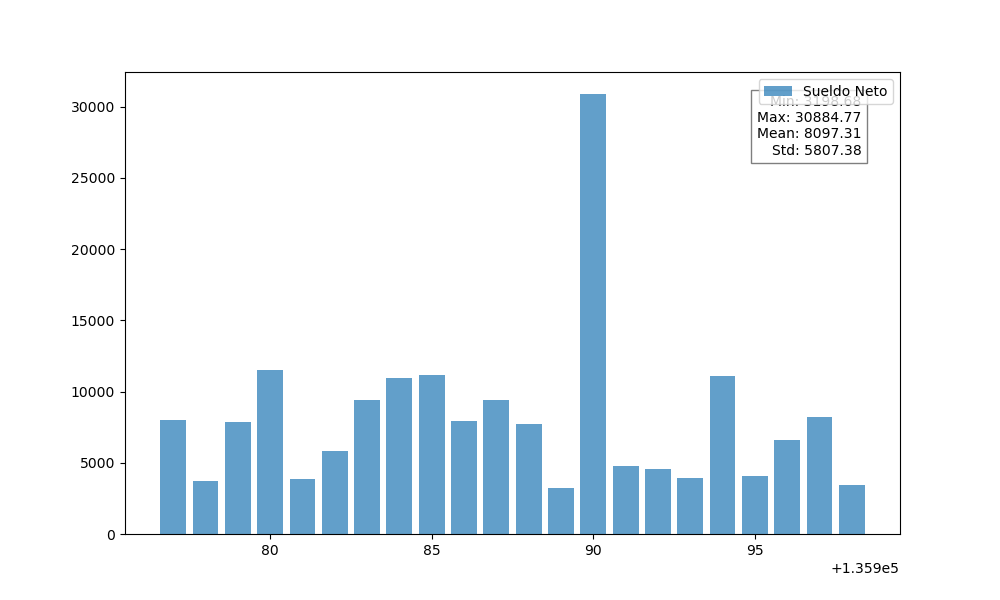 30000
25000
20000
15000
10000
5000
0
80
85
90
95
+1.359e5
Sueldo Neto
Min: 3198.68
Max: 30884.77
Mean: 8097.31
Std: 5807.38